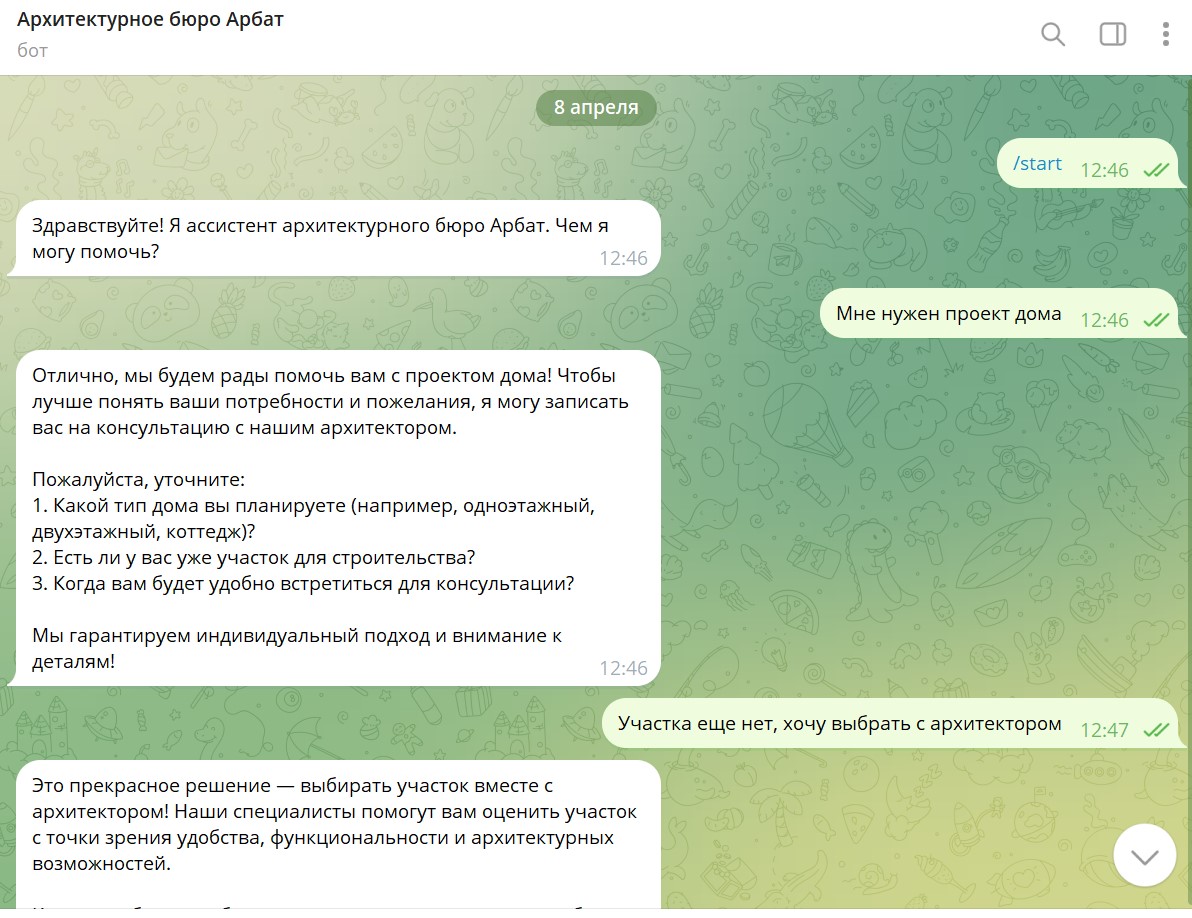 Архитектурное бюро Арбат
бот
8 апреля
/start 12:46
Здравствуйте! Я ассистент архитектурного бюро Арбат. Чем я
могу помочь?
12:46
Мне нужен проект дома 12:46
Отлично, мы будем рады помочь вам с проектом дома! Чтобы
лучше понять ваши потребности и пожелания, я могу записать
вас на консультацию с нашим архитектором.
Пожалуйста, уточните:
1. Какой тип дома вы планируете (например, одноэтажный,
двухэтажный, коттедж)?
2. Есть ли у вас уже участок для строительства?
3. Когда вам будет удобно встретиться для консультации?
Мы гарантируем индивидуальный подход и внимание к
деталям!
12:46
Участка еще нет, хочу выбрать с архитектором 12:47
Это прекрасное решение — выбирать участок вместе с
архитектором! Наши специалисты помогут вам оценить участок
с точки зрения удобства, функциональности и архитектурных
возможностей.